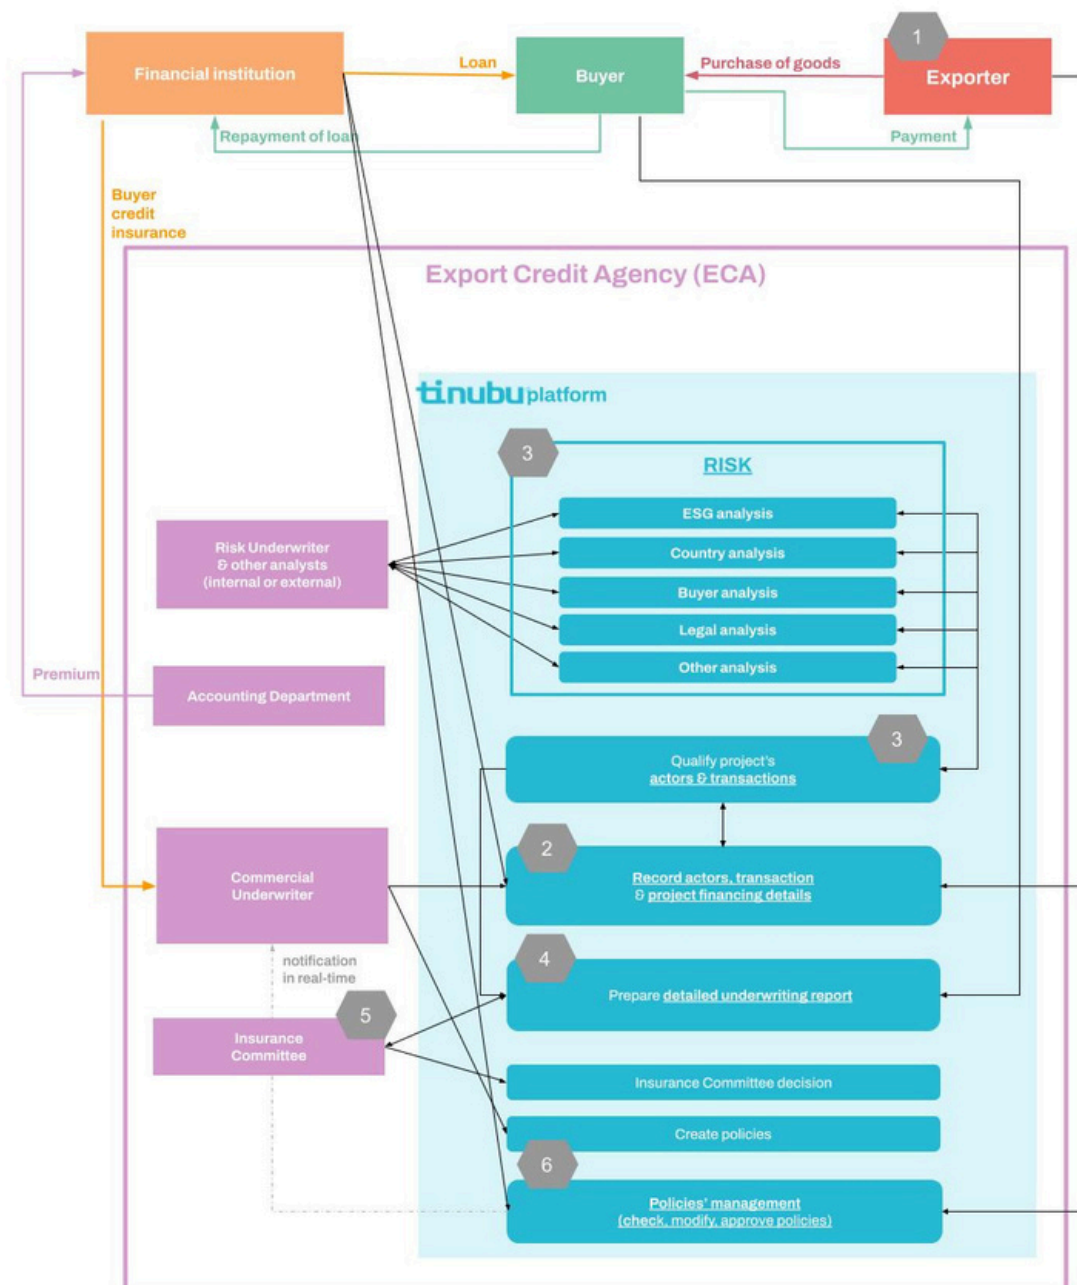 1
Financial institution
Loan
Buyer
Purchase of goods
Exporter
Repayment of loan
Payment
Buyer
credit
insurance
Export Credit Agency (ECA)
tinubu platform
3
RISK
ESG analysis
Country analysis
Buyer analysis
Legal analysis
Other analysis
Risk Underwriter
& other analysts
(internal or external)
Premium
Accounting Department
3
Qualify project's
actors & transactions
2
Record actors, transaction
& project financing details
Commercial
Underwriter
notification
in real-time
4
Prepare detailed underwriting report
5
Insurance
Committee
Insurance Committee decision
Create policies
6
Policies' management
(check, modify, approve policies)